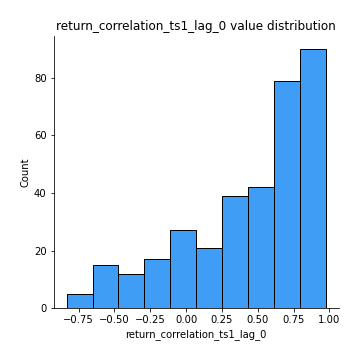 return_correlation_ts1_lag_0 value distribution
Count
80
60
40
20
0
−0.75 −0.50 −0.25 0.00 0.25 0.50 0.75 1.00
return_correlation_ts1_lag_0